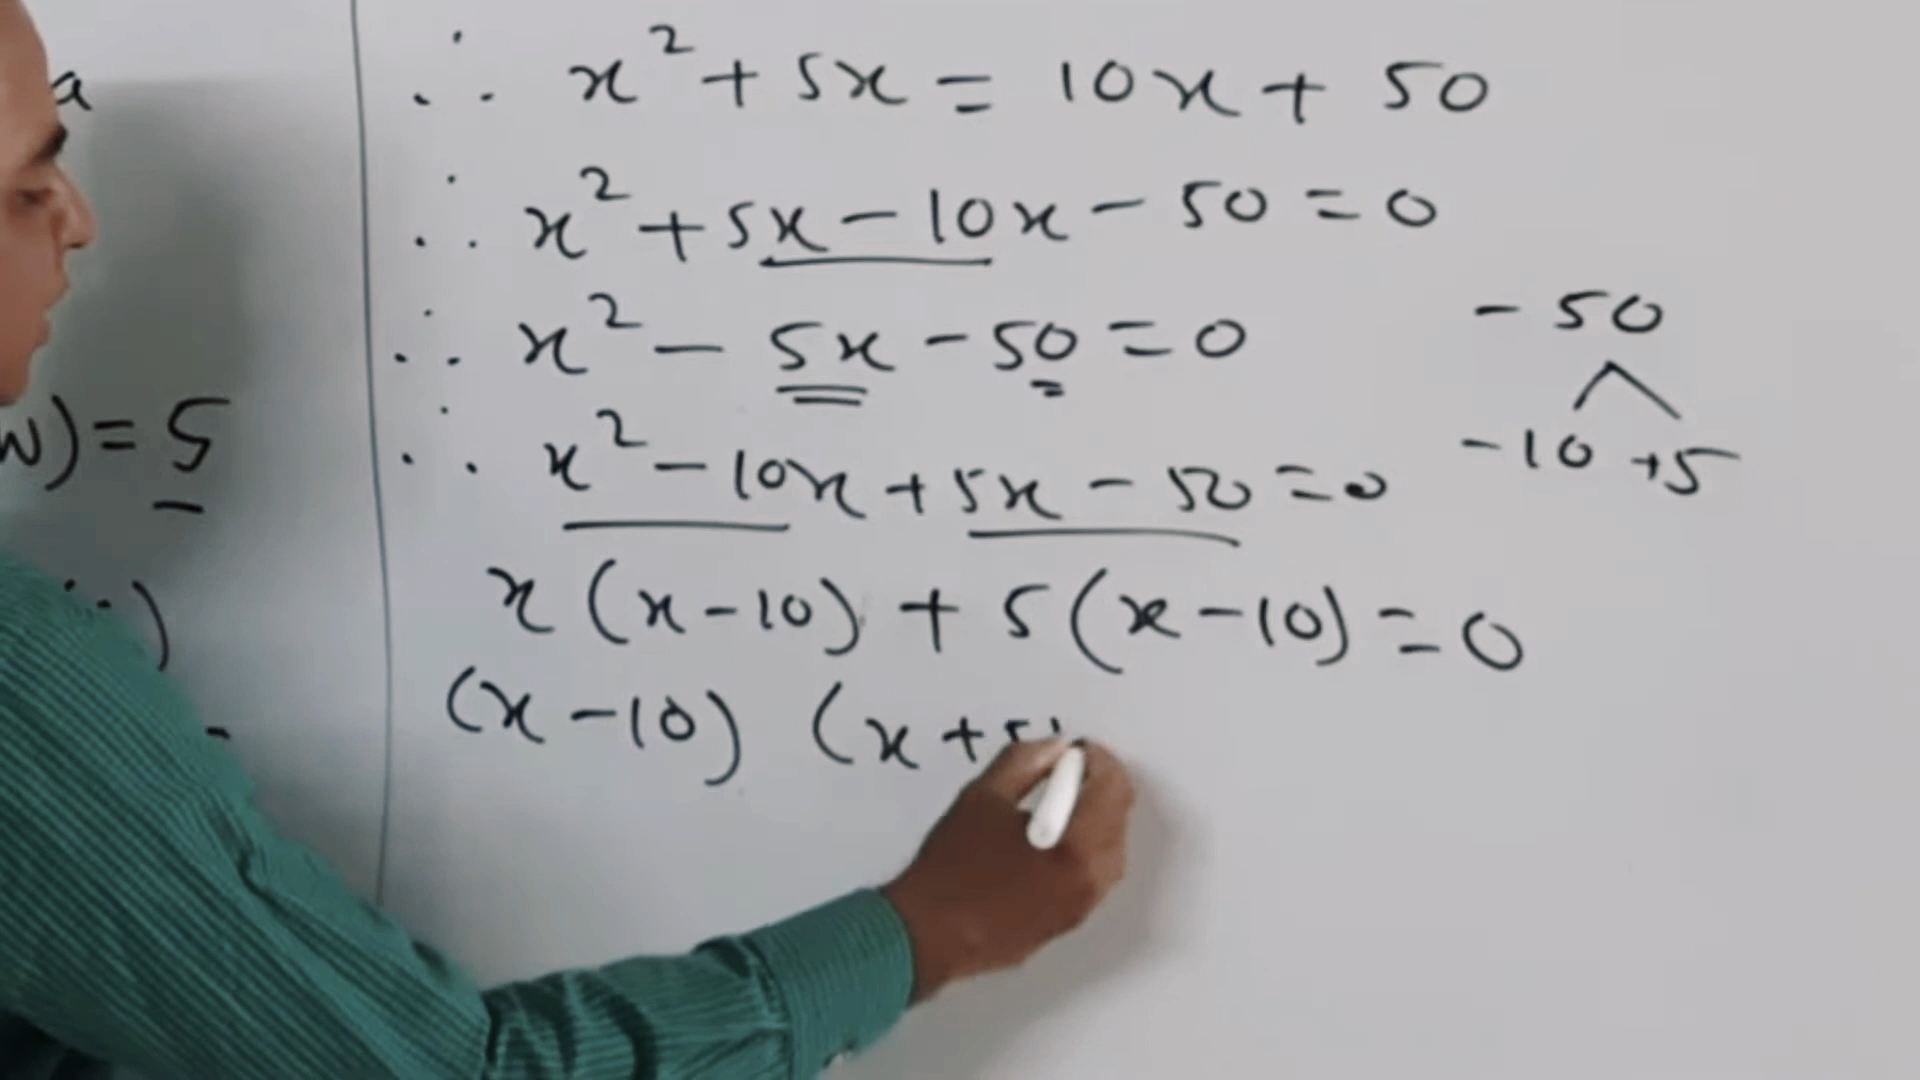 a
w) = 5
∴ x² + 5x = 10x + 50
∴ x² + 5x - 10x - 50 = 0
∴ x² - 5x - 50 = 0
∴ x² - 10x + 5x - 50 = 0
x (x - 10) + 5 (x - 10) = 0
(x - 10) (x + 5
- 50
- 10 + 5